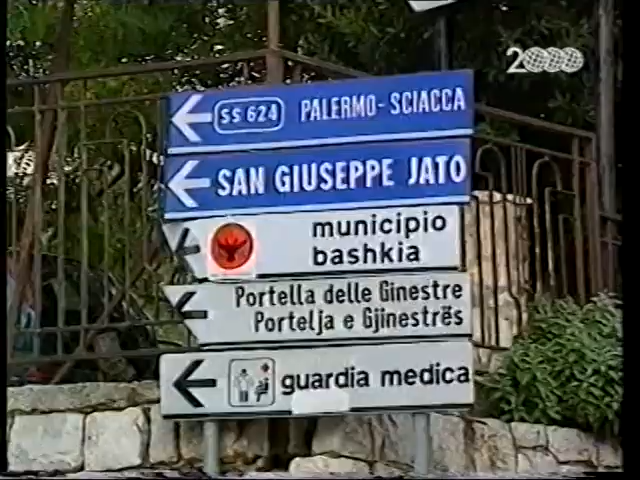 2000
SS 624 PALERMO-SCIACCA
SAN GIUSEPPE JATO
municipio
bashkia
Portella delle Ginestre
Portelja e Gjinestrës
guardia medica